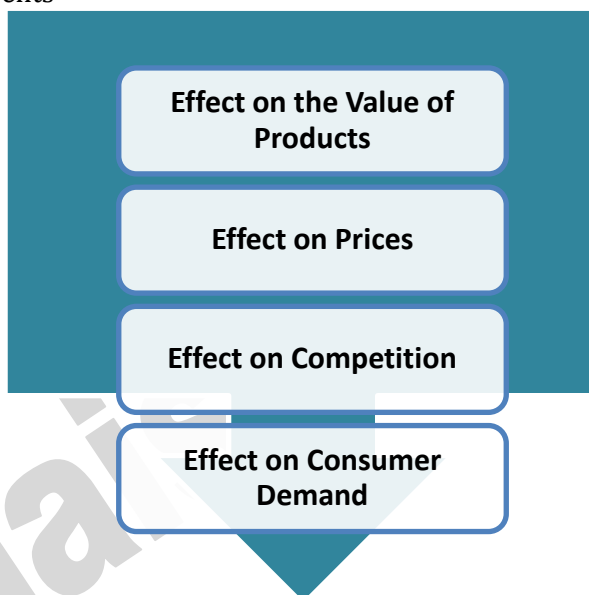 Effect on the Value of
Products
Effect on Prices
Effect on Competition
Effect on Consumer
Demand